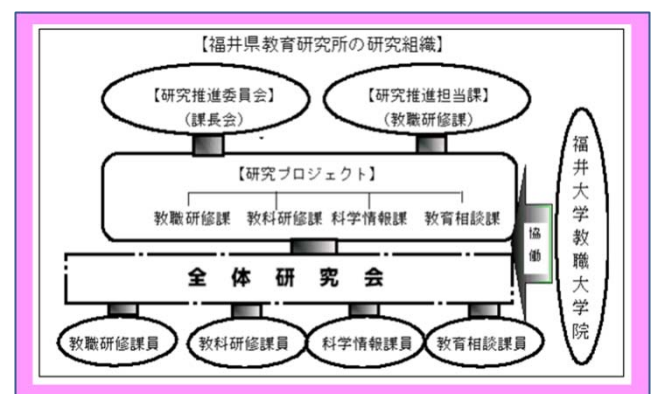 【福井県教育研究所の研究組織】
【研究推進委員会】
(課長会)
【研究推進担当課】
(教職研修課)
【研究プロジェクト】
教職研修課 教科研修課 科学情報課 教育相談課
協働
福井大学教職大学院
全体研究会
教職研修課員 教科研修課員 科学情報課員 教育相談課員